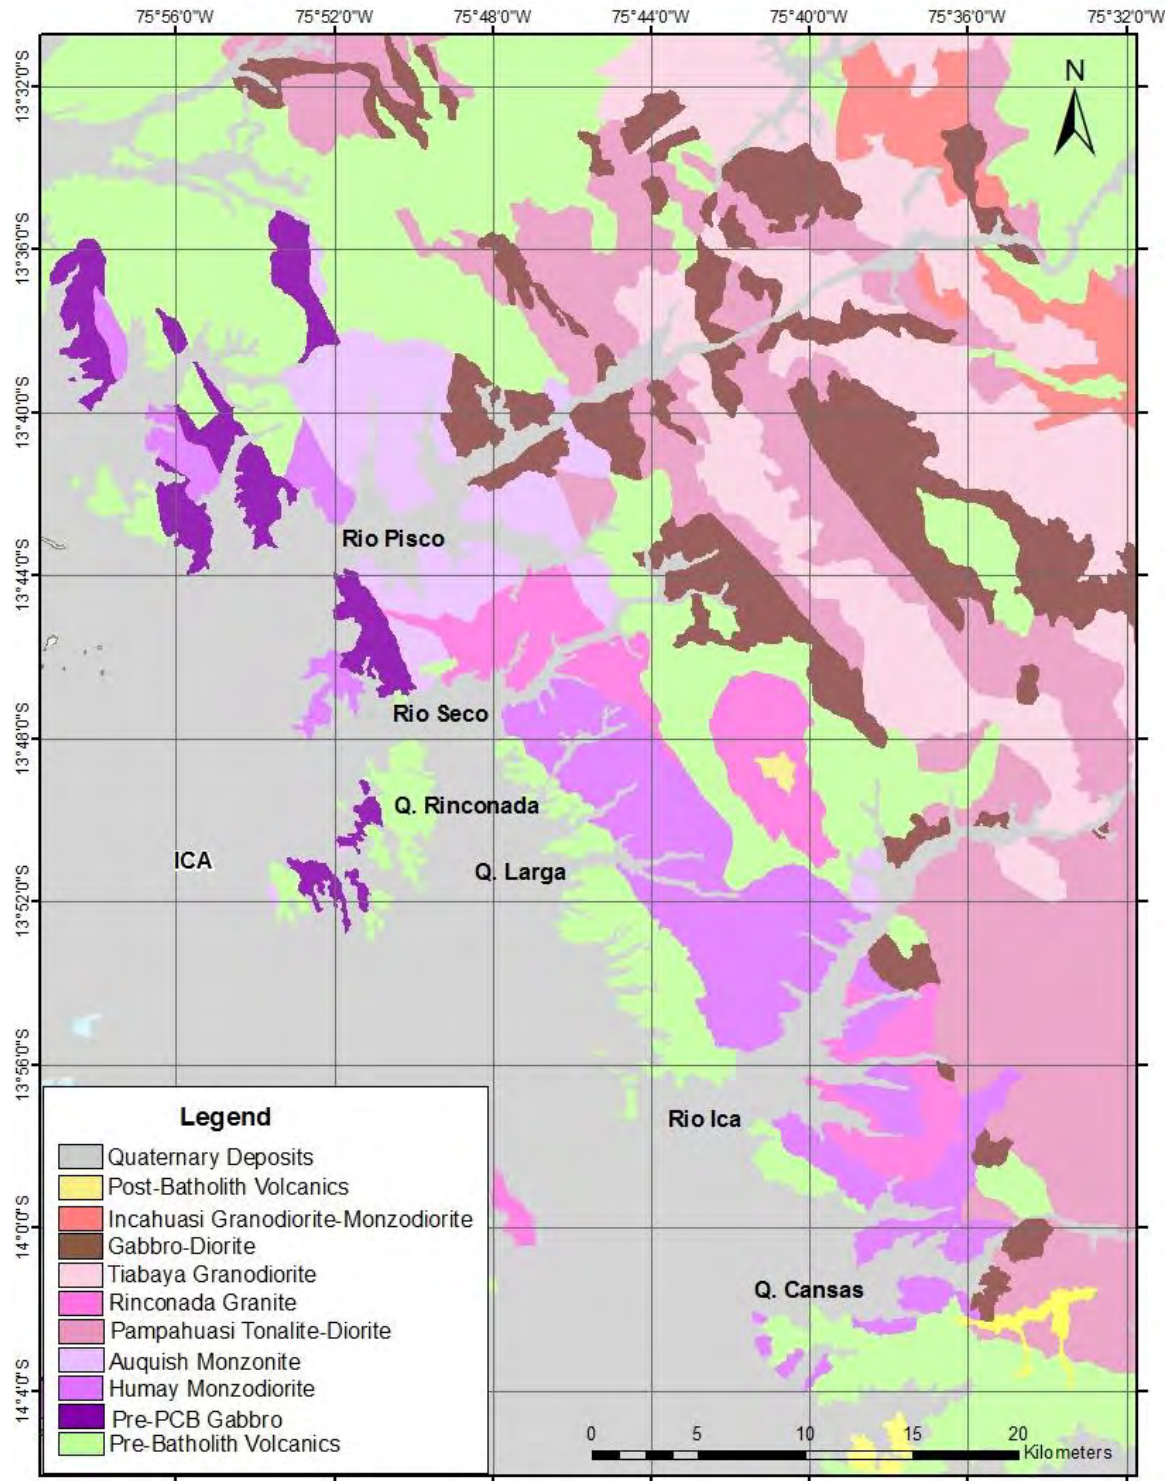 75°56'0"W 75°52'0"W 75°48'0"W 75°44'0"W 75°40'0"W 75°36'0"W 75°32'0"W
N
13°32'0"S
13°36'0"S
13°40'0"S
13°44'0"S
13°48'0"S
13°52'0"S
13°56'0"S
14°0'0"S
14°4'0"S
Rio Pisco
Rio Seco
Q. Rinconada
ICA
Q. Larga
Rio Ica
Q. Cansas
Legend
Quaternary Deposits
Post-Batholith Volcanics
Incahuasi Granodiorite-Monzodiorite
Gabbro-Diorite
Tiabaya Granodiorite
Rinconada Granite
Pampahuasi Tonalite-Diorite
Auquish Monzonite
Humay Monzodiorite
Pre-PCB Gabbro
Pre-Batholith Volcanics
0 5 10 15 20
Kilometers